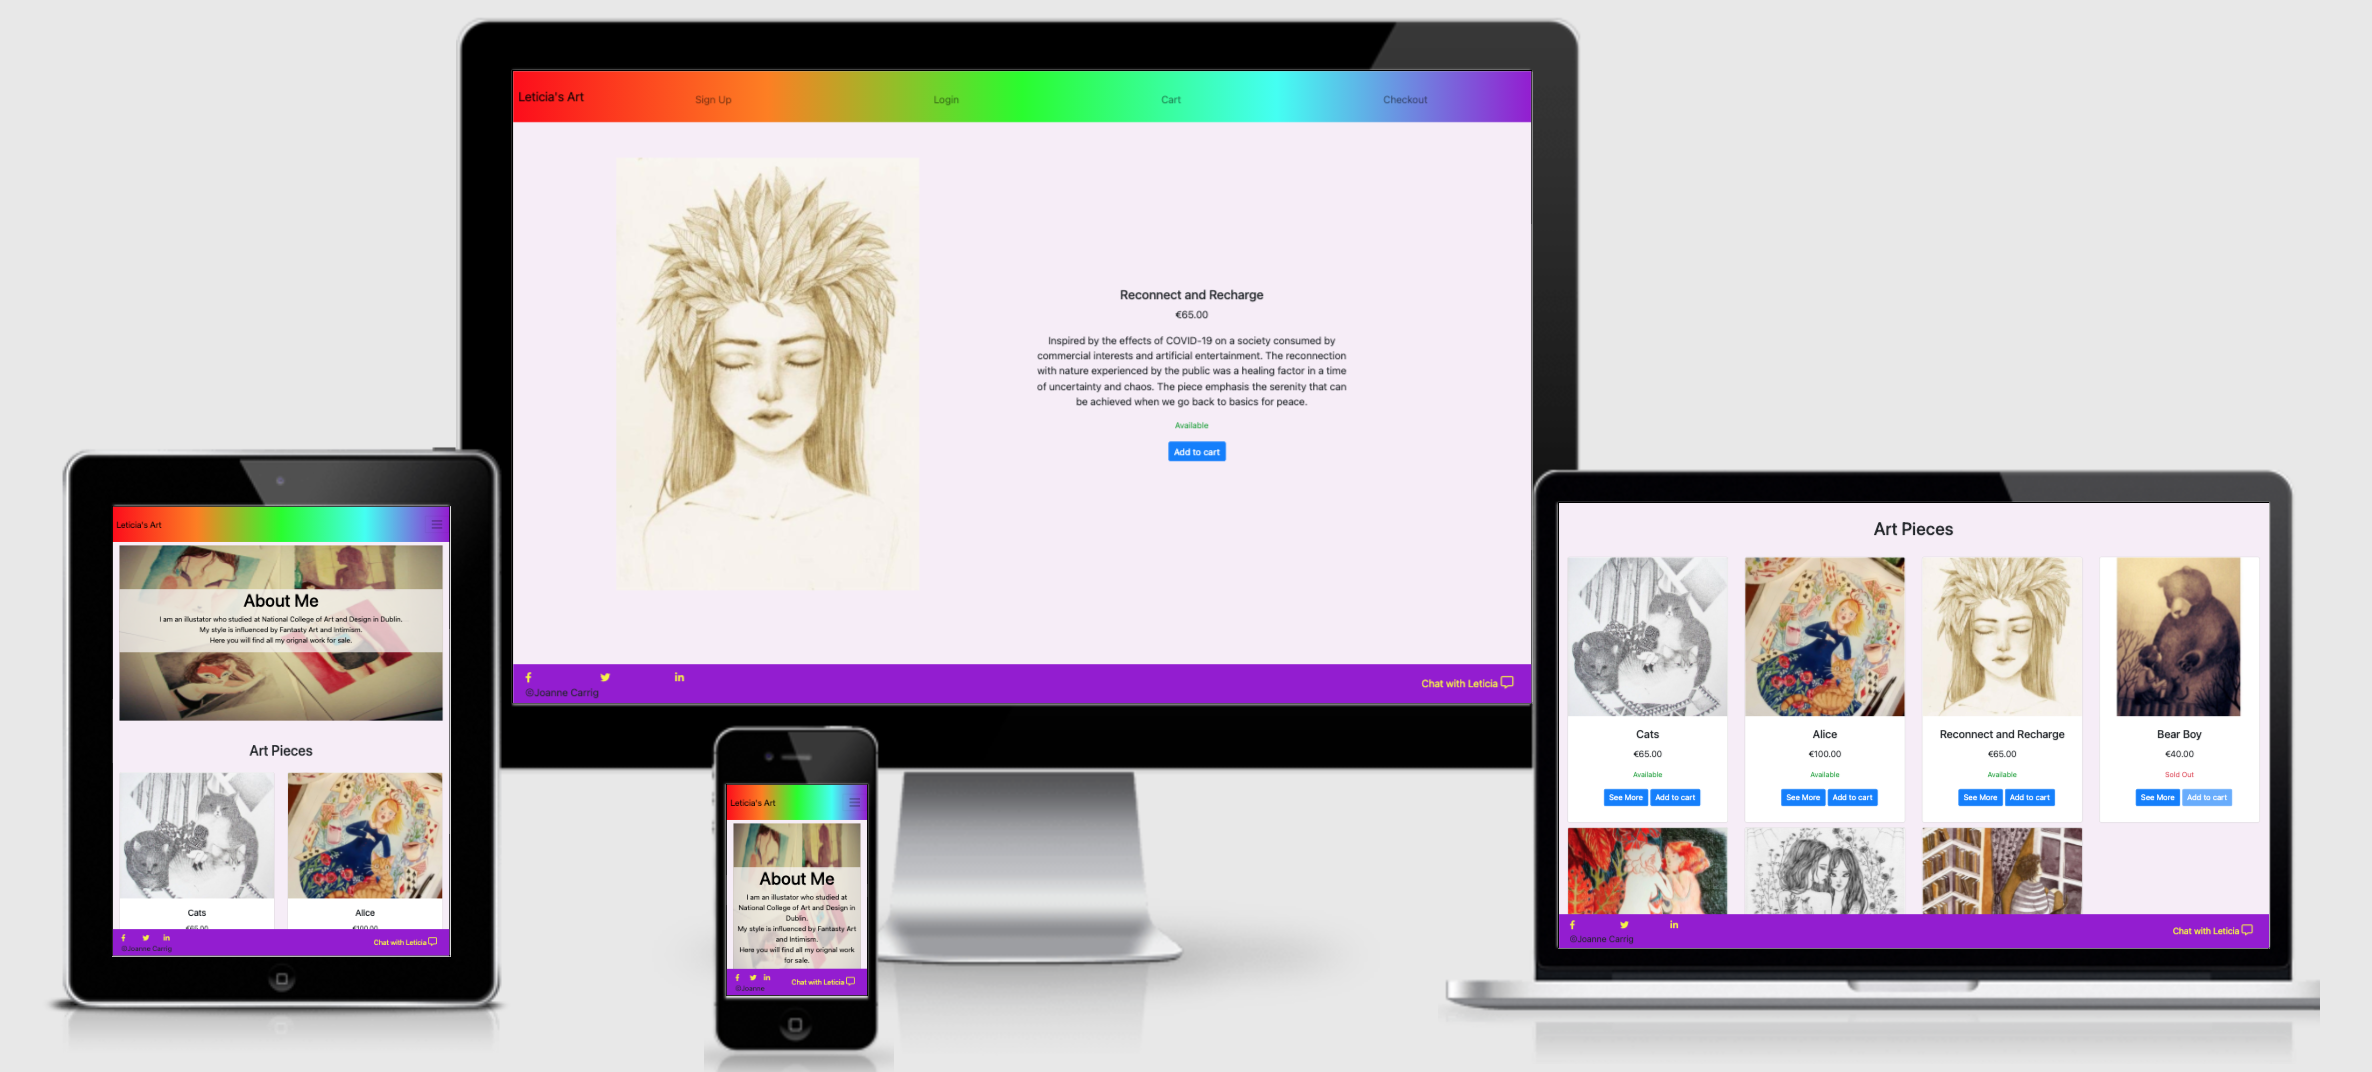 Leticia's Art
Sign Up
Login
Cart
Checkout
Reconnect and Recharge
€65.00
Inspired by the effects of COVID-19 on a society consumed by
commercial interests and artificial entertainment. The reconnection
with nature experienced by the public was a healing factor in a time
of uncertainty and chaos. The piece emphasis the serenity that can
be achieved when we go back to basics for peace.
Available
Add to cart
©Joanne Carrig
Chat with Leticia
Leticia's Art
About Me
I am an illustator who studied at National College of Art and Design in Dublin.
My style is influenced by Fantasty Art and Intimism.
Here you will find all my orignal work for sale.
Art Pieces
Cats
€65.00
Alice
€100.00
©Joanne Carrig
Chat with Leticia
Leticia's Art
About Me
I am an illustator who studied at
National College of Art and Design in
Dublin.
My style is influenced by Fantasty Art
and Intimism.
Here you will find all my orignal work
for sale.
©Joanne
Chat with Leticia
Art Pieces
Cats
€65.00
Available
See More
Add to cart
Alice
€100.00
Available
See More
Add to cart
Reconnect and Recharge
€65.00
Available
See More
Add to cart
Bear Boy
€40.00
Sold Out
See More
Add to cart
©Joanne Carrig
Chat with Leticia